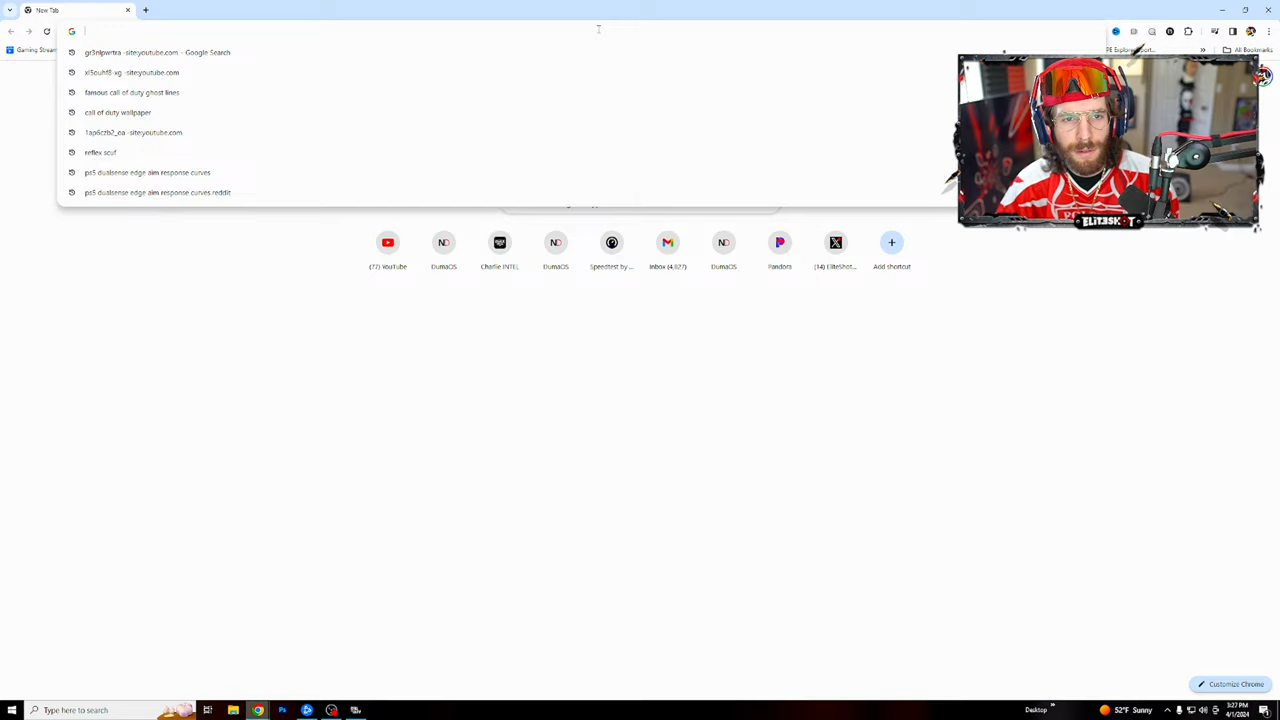 New Tab
Gaming Stream
PE Explore
All Bookmarks
gr3nlpwrtra -site:youtube.com - Google Search
xl5ouhf8-xg -site:youtube.com
famous call of duty ghost lines
call of duty wallpaper
1ap6czb2_oa -site:youtube.com
reflex scuf
ps5 dualsense edge aim response curves
ps5 dualsense edge aim response curves reddit
ELITESHOT
(77) YouTube
DumaOS
Charlie INTEL
DumaOS
Speedtest by ...
Inbox (4,827)
DumaOS
Pandora
(14) EliteShot...
Add shortcut
Customize Chrome
Type here to search
Desktop
52°F Sunny
3:27 PM
4/1/2024